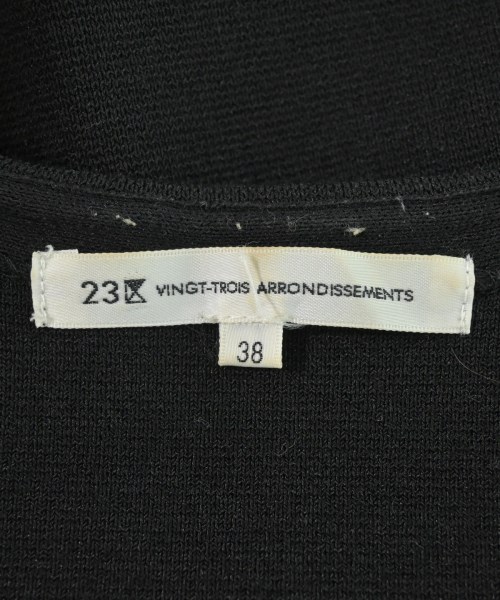 23区 VINGT-TROIS ARRONDISSEMENTS
38